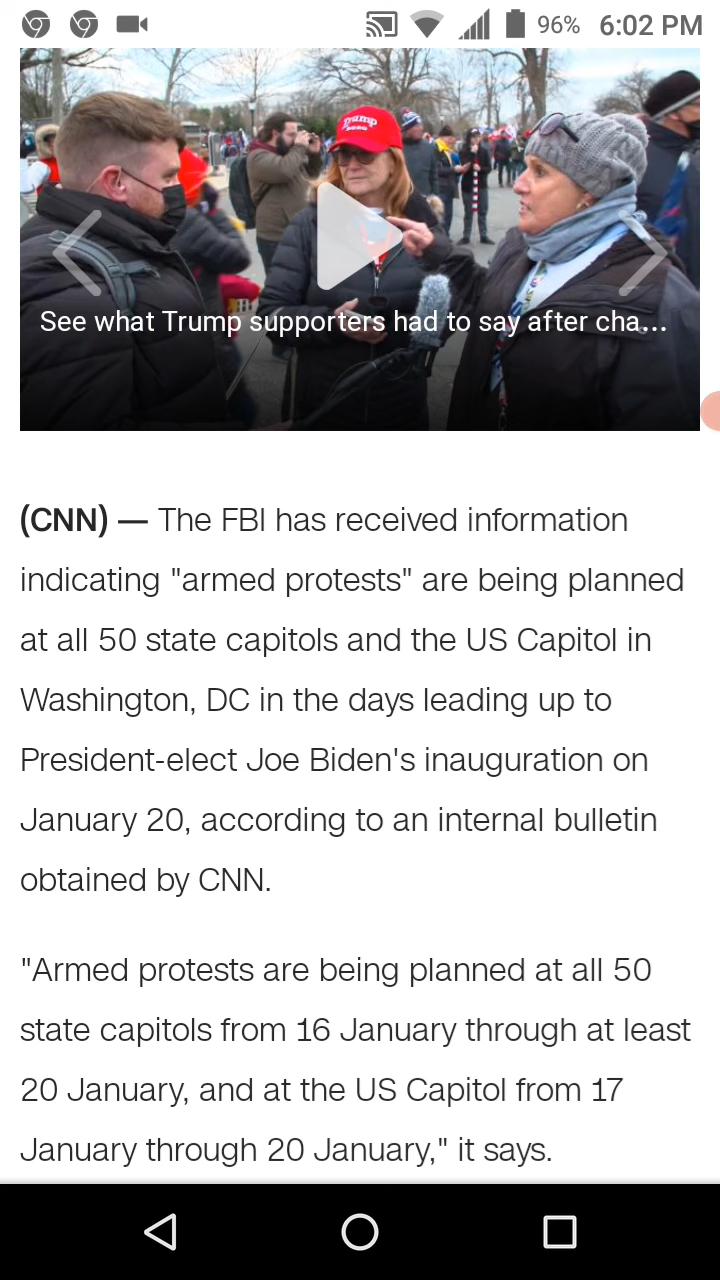 96% 6:02 PM
Trump
See what Trump supporters had to say after cha...
(CNN) — The FBI has received information
indicating "armed protests" are being planned
at all 50 state capitols and the US Capitol in
Washington, DC in the days leading up to
President-elect Joe Biden's inauguration on
January 20, according to an internal bulletin
obtained by CNN.
"Armed protests are being planned at all 50
state capitols from 16 January through at least
20 January, and at the US Capitol from 17
January through 20 January," it says.